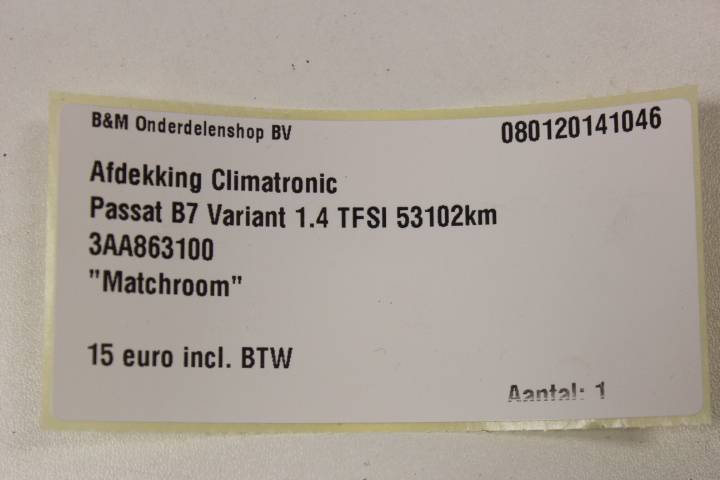 B&M Onderdelenshop BV
080120141046
Afdekking Climatronic
Passat B7 Variant 1.4 TFSI 53102km
3AA863100
"Matchroom"
15 euro incl. BTW
Aantal: 1